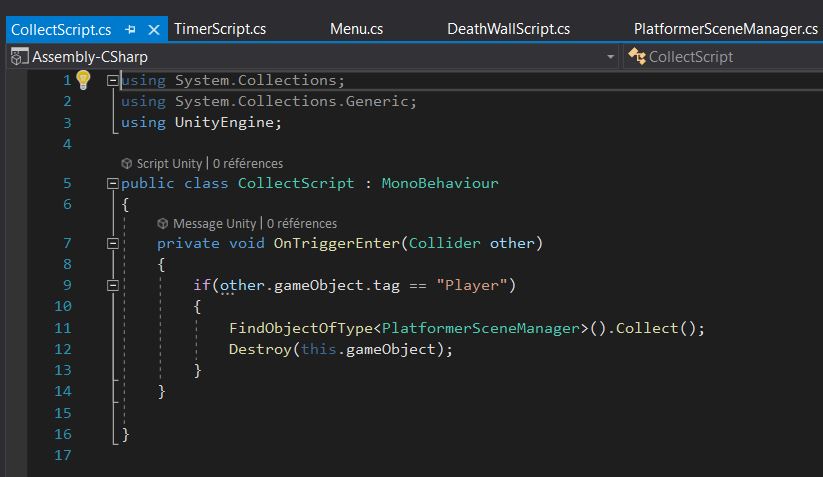 CollectScript.cs TimerScript.cs Menu.cs DeathWallScript.cs PlatformerSceneManager.cs
Assembly-CSharp CollectScript
1 using System.Collections;
2 using System.Collections.Generic;
3 using UnityEngine;
4
Script Unity | 0 références
5 public class CollectScript : MonoBehaviour
6 {
Message Unity | 0 références
7 private void OnTriggerEnter(Collider other)
8 {
9 if(other.gameObject.tag == "Player")
10 {
11 FindObjectOfType<PlatformerSceneManager>().Collect();
12 Destroy(this.gameObject);
13 }
14 }
15
16 }
17